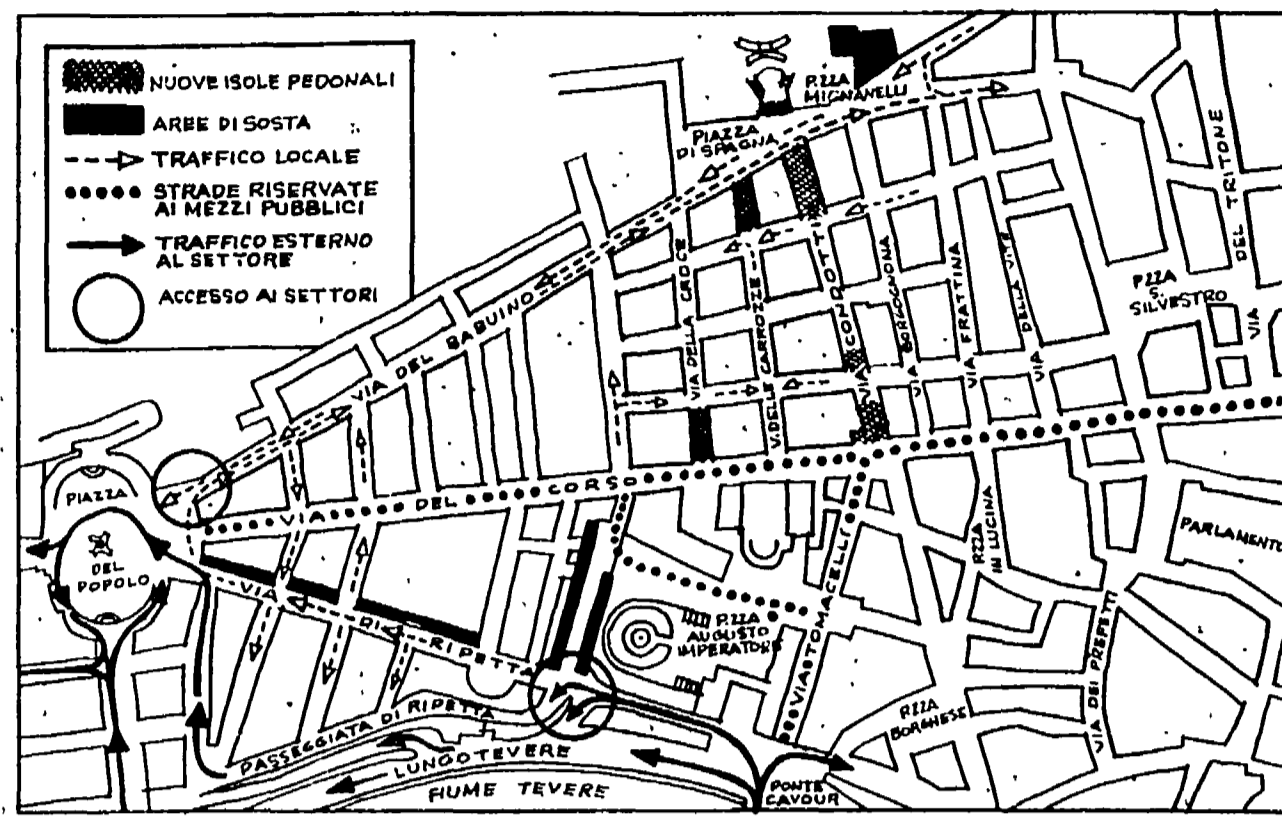 NUOVE ISOLE PEDONALI
AREE DI SOSTA
TRAFFICO LOCALE
STRADE RISERVATE
AI MEZZI PUBBLICI
TRAFFICO ESTERNO
AL SETTORE
ACCESSO AI SETTORI
P.ZZA
MIGNANELLI
PIAZZA
DI SPAGNA
VIA DEL TRITONE
P.ZZA
S.
SILVESTRO
VIA
VIA DEL BABUINO
VIA DELLA CROCE
V. DELLE CARROZZE
VIA CONDOTTI
VIA BORGOGNONA
VIA FRATTINA
VIA DELLA VITE
VIA DEL CORSO
PIAZZA
DEL
POPOLO
VIA DI RIPETTA
P.ZZA
AUGUSTO
IMPERATORE
VIA TOMACELLI
P.ZZA
IN LUCINA
PARLAMENTO
VIA DEI PREFETTI
P.ZZA
BORGHESE
PASSEGGIATA DI RIPETTA
LUNGOTEVERE
FIUME TEVERE
PONTE
CAVOUR